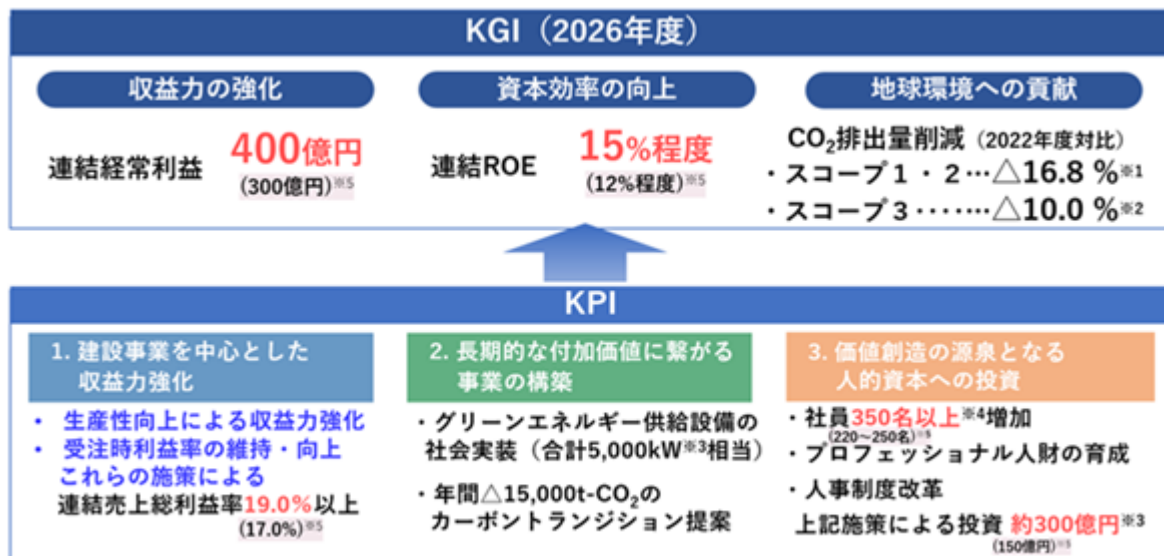 KGI（2026年度）
収益力の強化
連結経常利益 400億円
(300億円)※5
資本効率の向上
連結ROE 15%程度
(12%程度)※5
地球環境への貢献
CO₂排出量削減（2022年度対比）
・スコープ1・2…△16.8 %※1
・スコープ3‥‥…△10.0 %※2
KPI
1. 建設事業を中心とした
収益力強化
• 生産性向上による収益力強化
• 受注時利益率の維持・向上
これらの施策による
連結売上総利益率19.0%以上
(17.0%)※5
2. 長期的な付加価値に繋がる
事業の構築
・グリーンエネルギー供給設備の
社会実装（合計5,000kW※3相当）
・年間△15,000t-CO₂の
カーボントランジション提案
3. 価値創造の源泉となる
人的資本への投資
・社員350名以上※4増加
(220～250名)※5
・プロフェッショナル人財の育成
・人事制度改革
上記施策による投資 約300億円※3
(150億円)※5